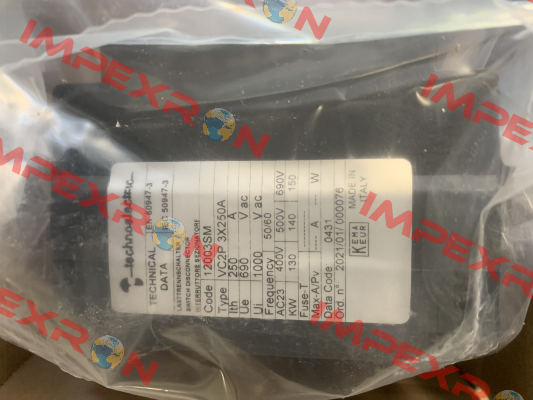 technoelectric
TECHNICAL DATA
EN 60947-3
IEC 60947-3
LASTTRENNSCHALTER
SWITCH DISCONNECTOR
INTERRUTTORE SEZIONATORE
Code 12003SM
Type VC2P 3X250A
Ith 250 A
Ue 690 V ac
Ui 1000 V ac
Frequency 50/60
AC23 400V 500V 690V
KW 130 140 150
Fuse-T
Max-A/Pv ---- A ---- W
Data Code 0431
Ord. n° 2021/01/000076
KEMA
KEUR
MADE IN
ITALY
IMPEXRON
IMPEXRON
IMPEXRON
IMPEXRON
IMPEXRON